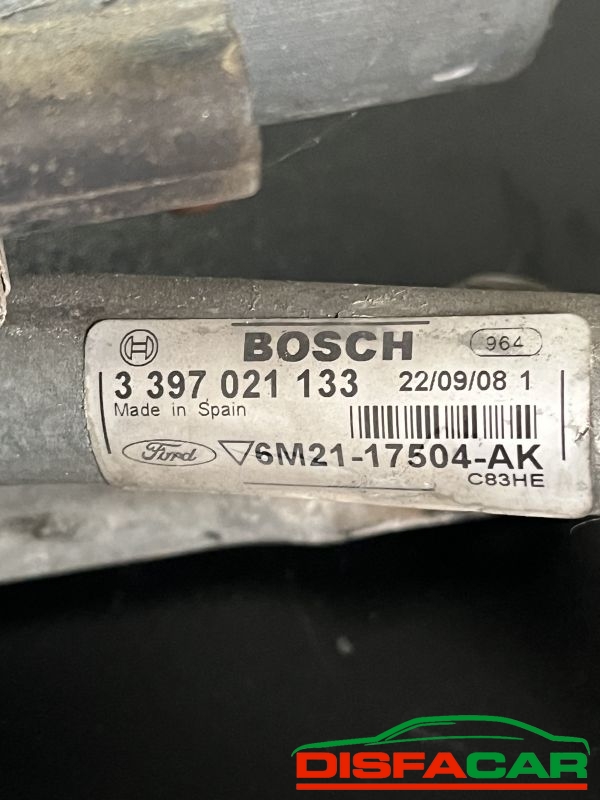 BOSCH 964
3 397 021 133 22/09/08 1
Made in Spain
Ford 6M21-17504-AK
C83HE
DISFACAR